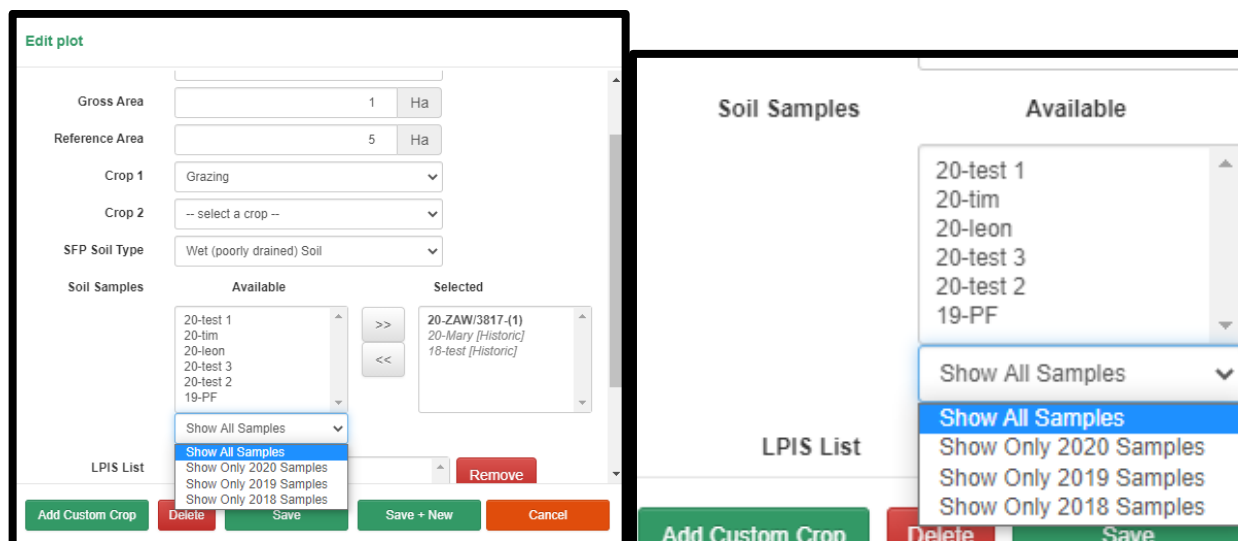 Edit plot
Gross Area 1 Ha
Reference Area 5 Ha
Crop 1 Grazing
Crop 2 -- select a crop --
SFP Soil Type Wet (poorly drained) Soil
Soil Samples Available Selected
20-test 1 >> 20-ZAW/3817-(1)
20-tim 20-Mary [Historic]
20-leon << 18-test [Historic]
20-test 3
20-test 2
19-PF
Show All Samples
Show All Samples
Show Only 2020 Samples
LPIS List Remove
Show Only 2019 Samples
Show Only 2018 Samples
Add Custom Crop Delete Save Save + New Cancel
Soil Samples Available
20-test 1
20-tim
20-leon
20-test 3
20-test 2
19-PF
Show All Samples
Show All Samples
LPIS List Show Only 2020 Samples
Show Only 2019 Samples
Show Only 2018 Samples
Add Custom Crop Delete Save